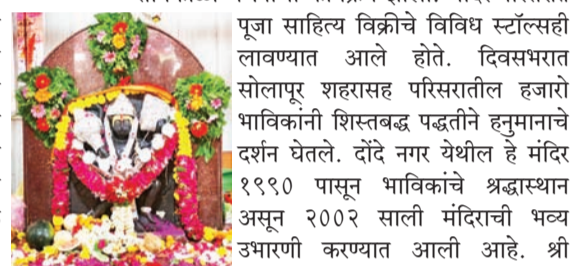 पूजा साहित्य विक्रीचे विविध स्टॉल्सही
लावण्यात आले होते. दिवसभरात
सोलापूर शहरासह परिसरातील हजारो
भाविकांनी शिस्तबद्ध पद्धतीने हनुमानाचे
दर्शन घेतले. दोंदे नगर येथील हे मंदिर
१९९० पासून भाविकांचे श्रद्धास्थान
असून २००२ साली मंदिराची भव्य
उभारणी करण्यात आली आहे. श्री